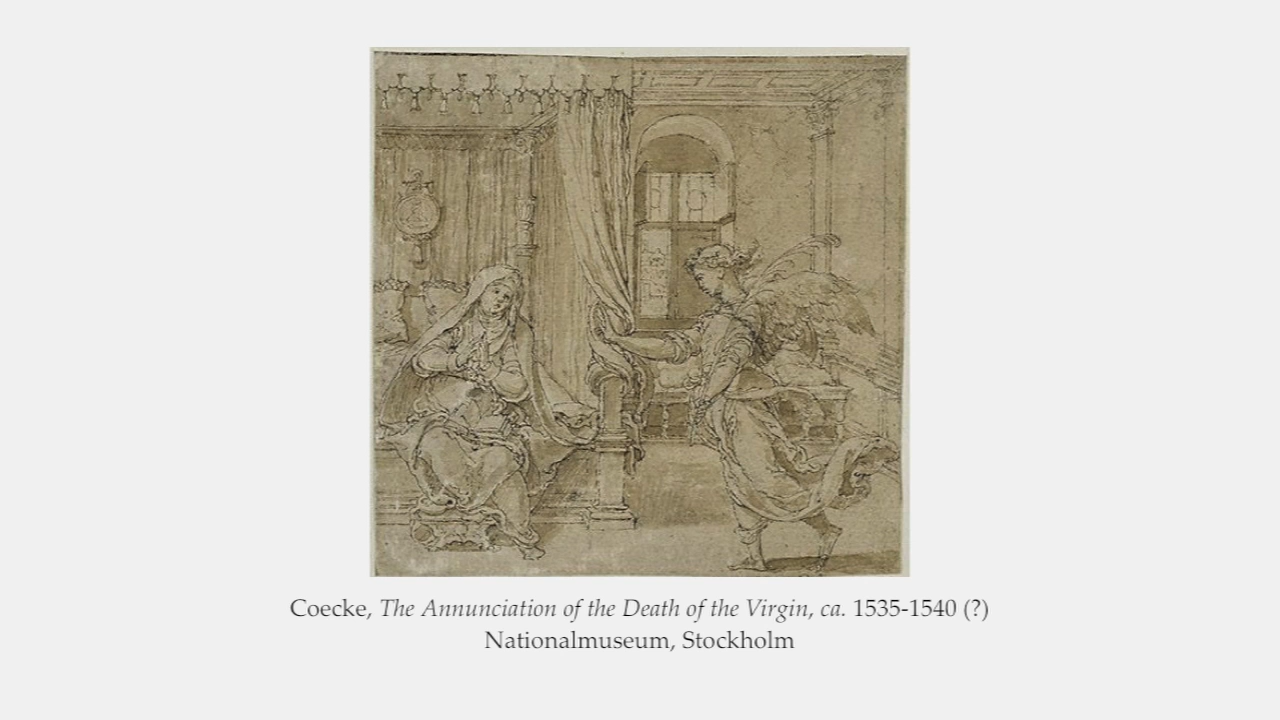 Coecke, The Annunciation of the Death of the Virgin, ca. 1535-1540 (?)
Nationalmuseum, Stockholm